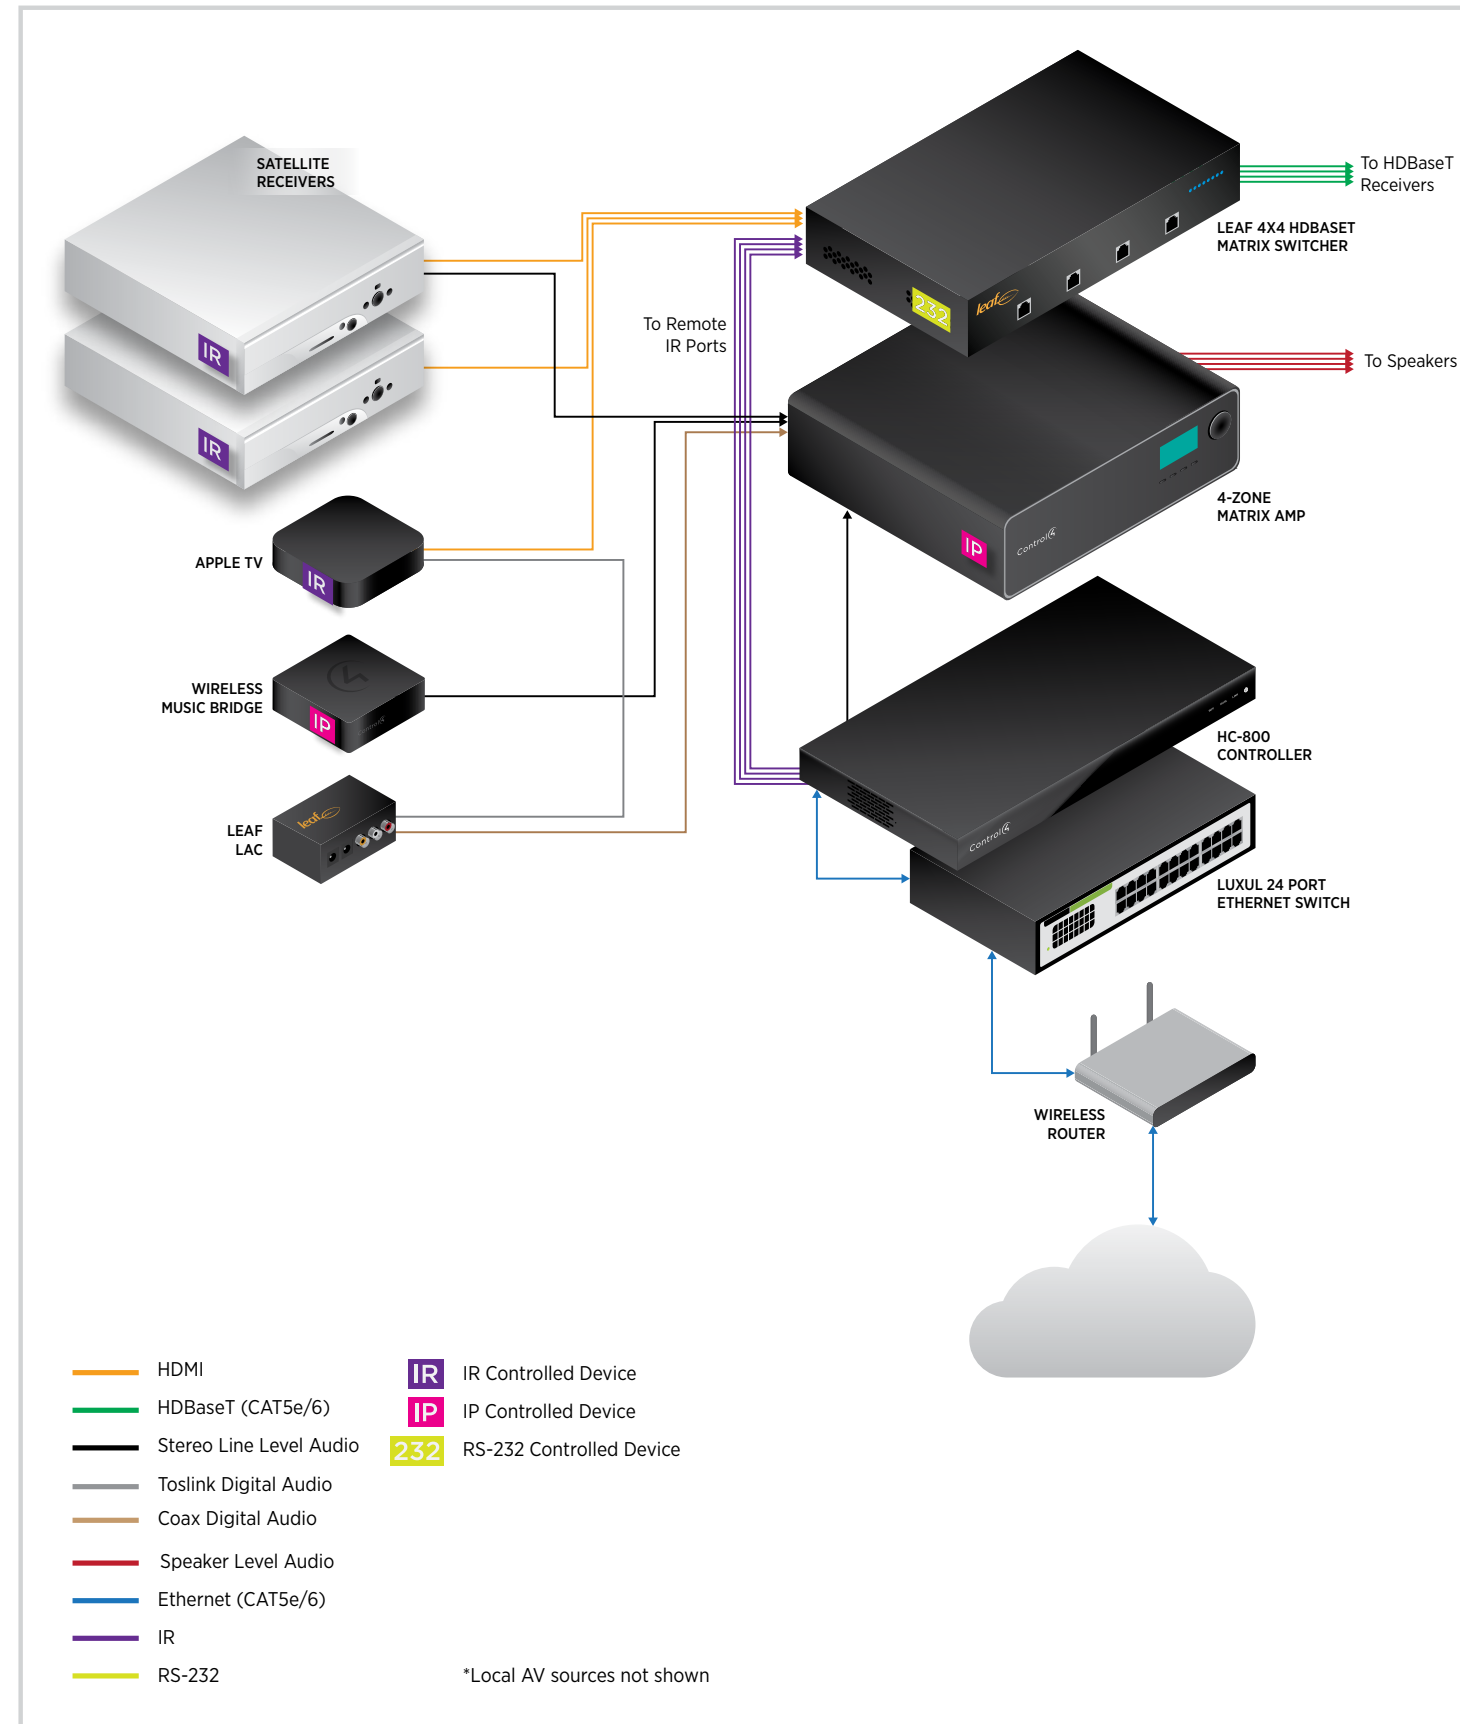 SATELLITE
RECEIVERS
To HDBaseT
Receivers
LEAF 4X4 HDBASET
MATRIX SWITCHER
leaf
232
To Remote
IR Ports
To Speakers
IR
IR
4-ZONE
MATRIX AMP
Control4
IP
APPLE TV
IR
WIRELESS
MUSIC BRIDGE
IP
Control4
HC-800
CONTROLLER
Control4
LEAF
LAC
leaf
LUXUL 24 PORT
ETHERNET SWITCH
WIRELESS
ROUTER
HDMI
HDBaseT (CAT5e/6)
Stereo Line Level Audio
Toslink Digital Audio
Coax Digital Audio
Speaker Level Audio
Ethernet (CAT5e/6)
IR
RS-232
IR IR Controlled Device
IP IP Controlled Device
232 RS-232 Controlled Device
*Local AV sources not shown